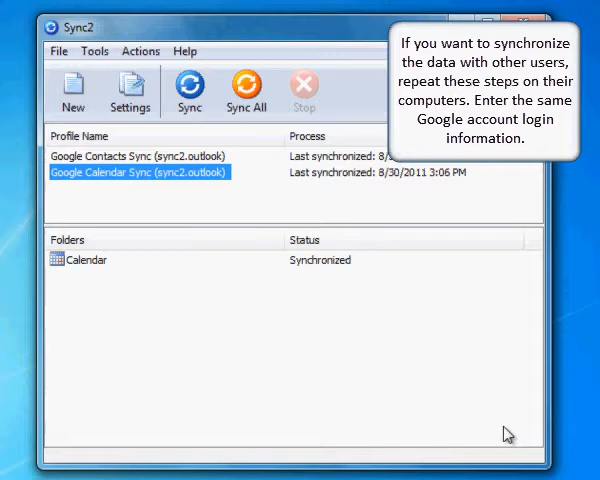 Sync2
File Tools Actions Help
If you want to synchronize
the data with other users,
repeat these steps on their
computers. Enter the same
Google account login
information.
New Settings Sync Sync All Stop
Profile Name Process
Google Contacts Sync (sync2.outlook) Last synchronized: 8/
Google Calendar Sync (sync2.outlook) Last synchronized: 8/30/2011 3:06 PM
Folders Status
Calendar Synchronized